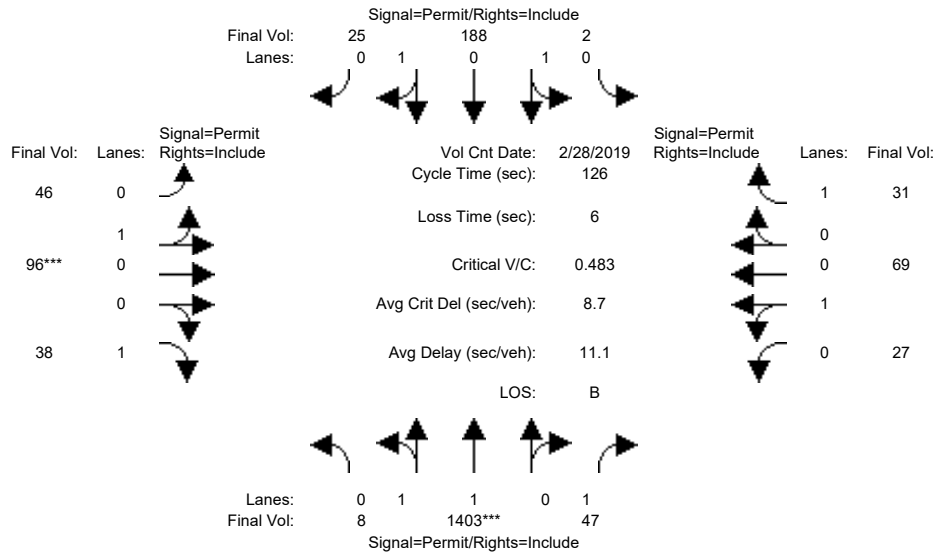 Signal=Permit/Rights=Include
Final Vol: 25 188 2
Lanes: 0 1 0 1 0
Signal=Permit Signal=Permit
Final Vol: Lanes: Rights=Include Vol Cnt Date: 2/28/2019 Rights=Include Lanes: Final Vol:
Cycle Time (sec): 126
46 0 1 31
Loss Time (sec): 6
1 0
96*** 0 Critical V/C: 0.483 0 69
0 Avg Crit Del (sec/veh): 8.7 1
38 1 Avg Delay (sec/veh): 11.1 0 27
LOS: B
Lanes: 0 1 1 0 1
Final Vol: 8 1403*** 47
Signal=Permit/Rights=Include